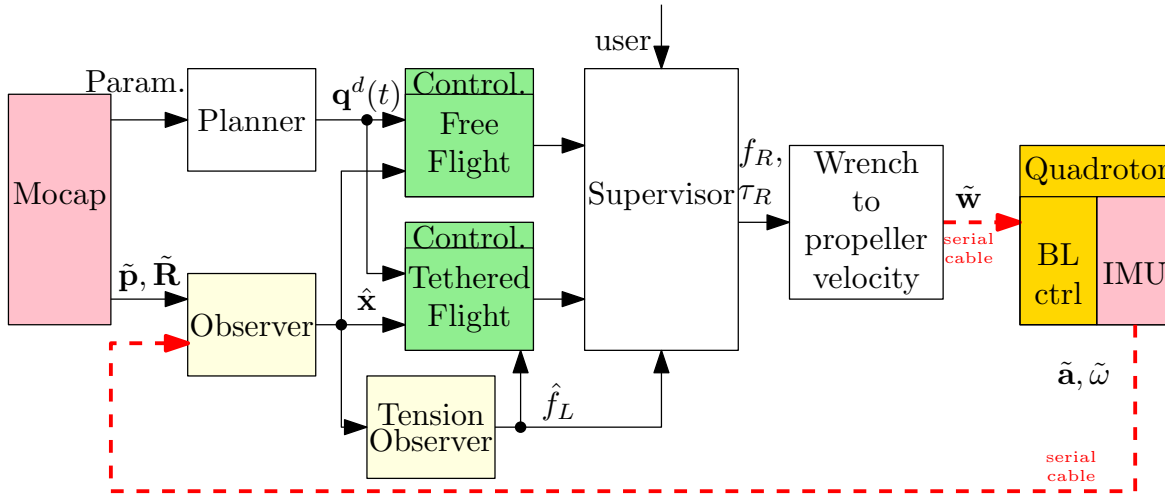 user
Param.
Mocap
Planner
𝐪ᵈ(t)
Control.
Free
Flight
Supervisor
f_R,
τ_R
Wrench
to
propeller
velocity
𝐰̃
serial
cable
Quadrotor
BL
ctrl
IMU
𝐩̃, 𝐑̃
Observer
𝐱̂
Control.
Tethered
Flight
Tension
Observer
f̂_L
𝐚̃, ω̃
serial
cable